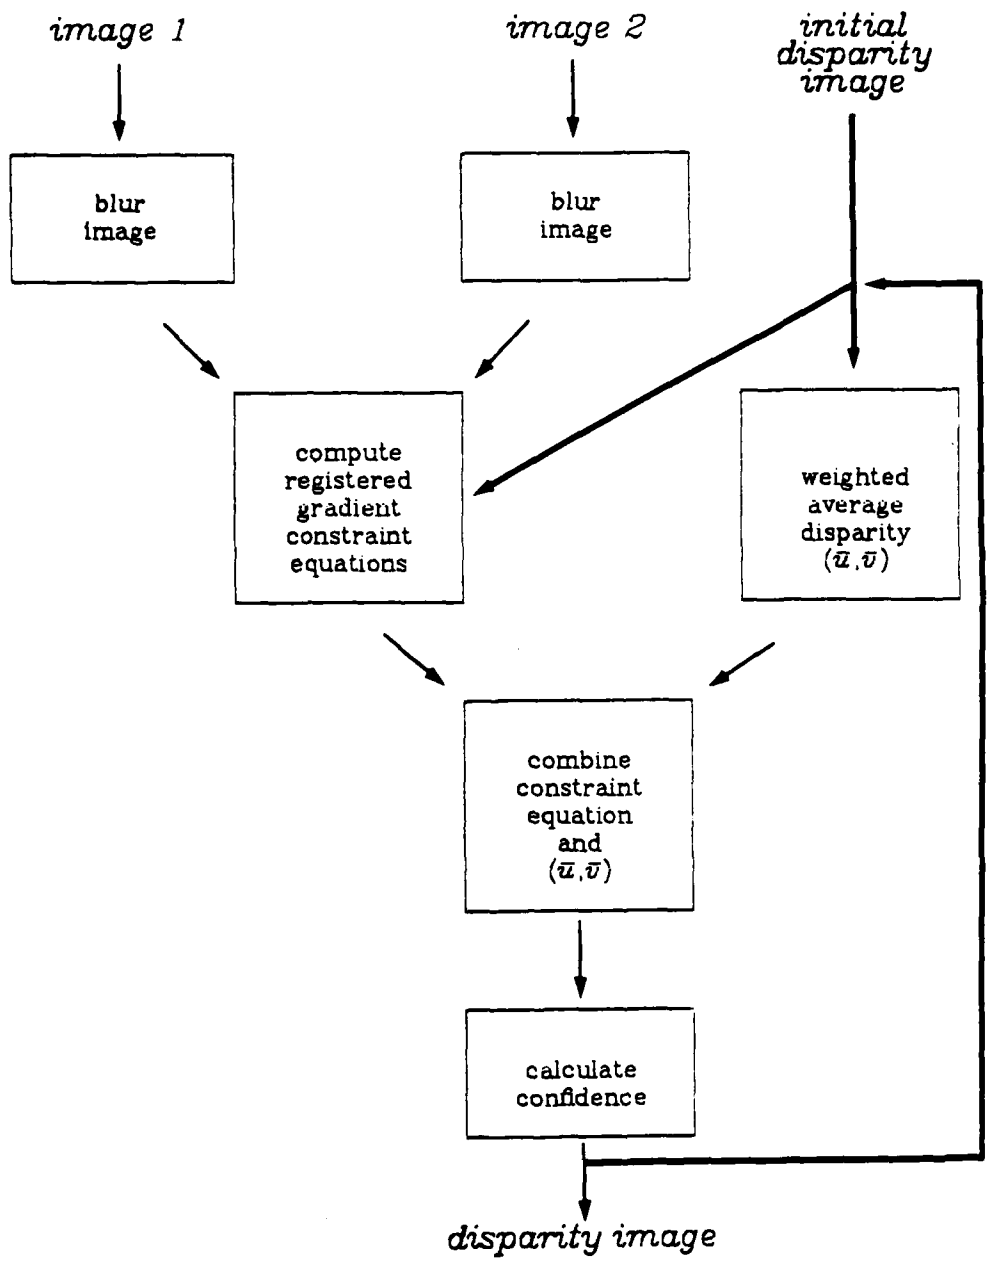 image 1
image 2
initial
disparity
image
blur
image
blur
image
compute
registered
gradient
constraint
equations
weighted
average
disparity
(ū,v̄)
combine
constraint
equation
and
(ū,v̄)
calculate
confidence
disparity image